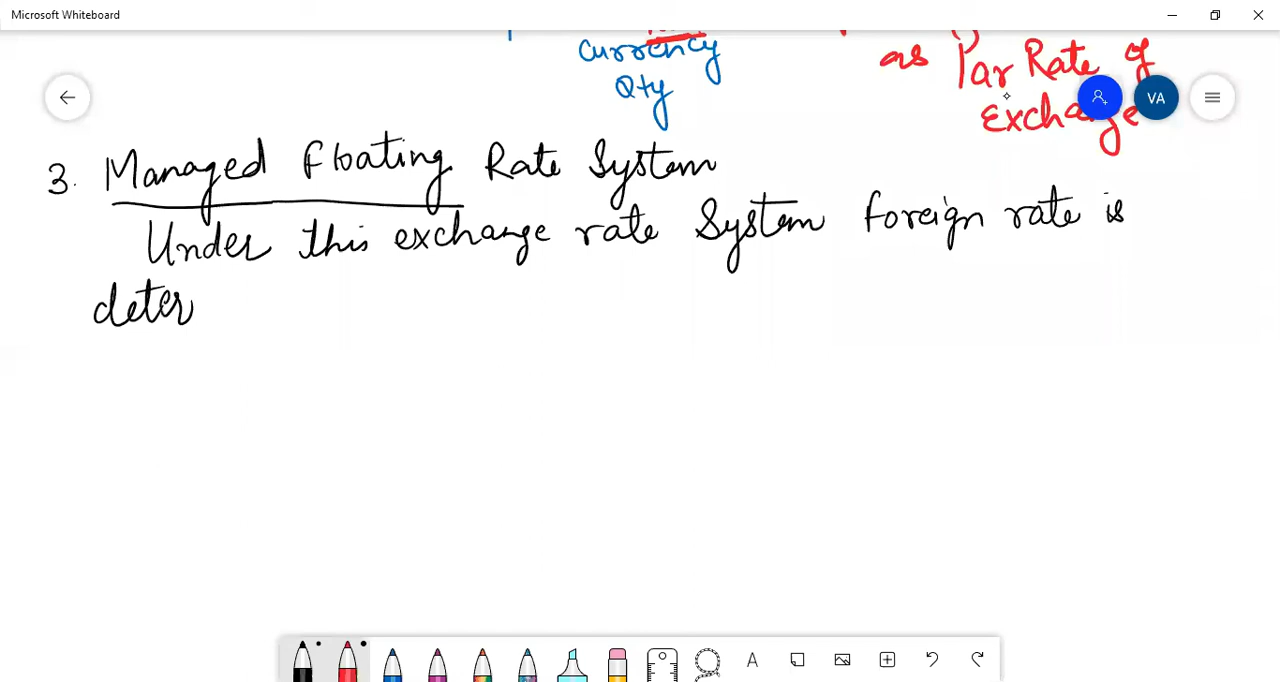 Microsoft Whiteboard
Currency
Qty
as Par Rate of
Exchange
VA
3. Managed Floating Rate System
Under this exchange rate System foreign rate is
deter
A